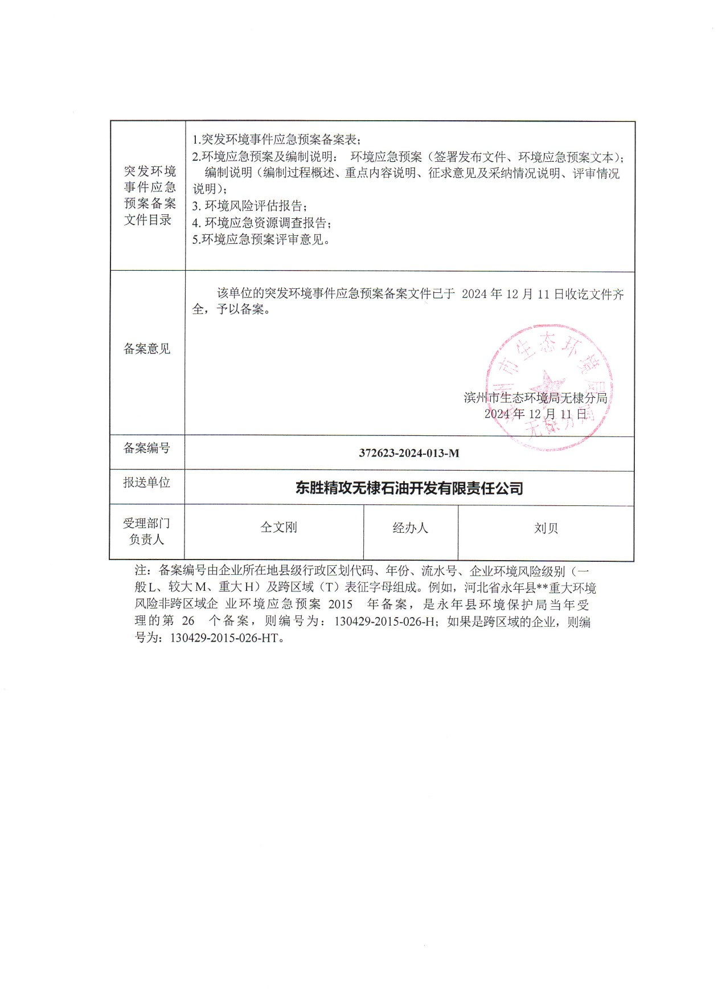 突发环境
事件应急
预案备案
文件目录
1.突发环境事件应急预案备案表;
2.环境应急预案及编制说明: 环境应急预案（签署发布文件、环境应急预案文本）;
编制说明（编制过程概述、重点内容说明、征求意见及采纳情况说明、评审情况
说明）;
3. 环境风险评估报告;
4. 环境应急资源调查报告;
5.环境应急预案评审意见。
备案意见
该单位的突发环境事件应急预案备案文件已于 2024 年 12 月 11 日收讫文件齐
全，予以备案。
滨州市生态环境局
无棣分局
滨州市生态环境局无棣分局
2024 年 12 月 11 日
备案编号
372623-2024-013-M
报送单位
东胜精攻无棣石油开发有限责任公司
受理部门
负责人
仝文刚
经办人
刘贝
注：备案编号由企业所在地县级行政区划代码、年份、流水号、企业环境风险级别（一
般 L、较大 M、重大 H）及跨区域（T）表征字母组成。例如，河北省永年县**重大环境
风险非跨区域企 业环境应急预案 2015 年备案，是永年县环境保护局当年受
理的第 26 个备案，则编号为：130429-2015-026-H；如果是跨区域的企业，则编
号为：130429-2015-026-HT。